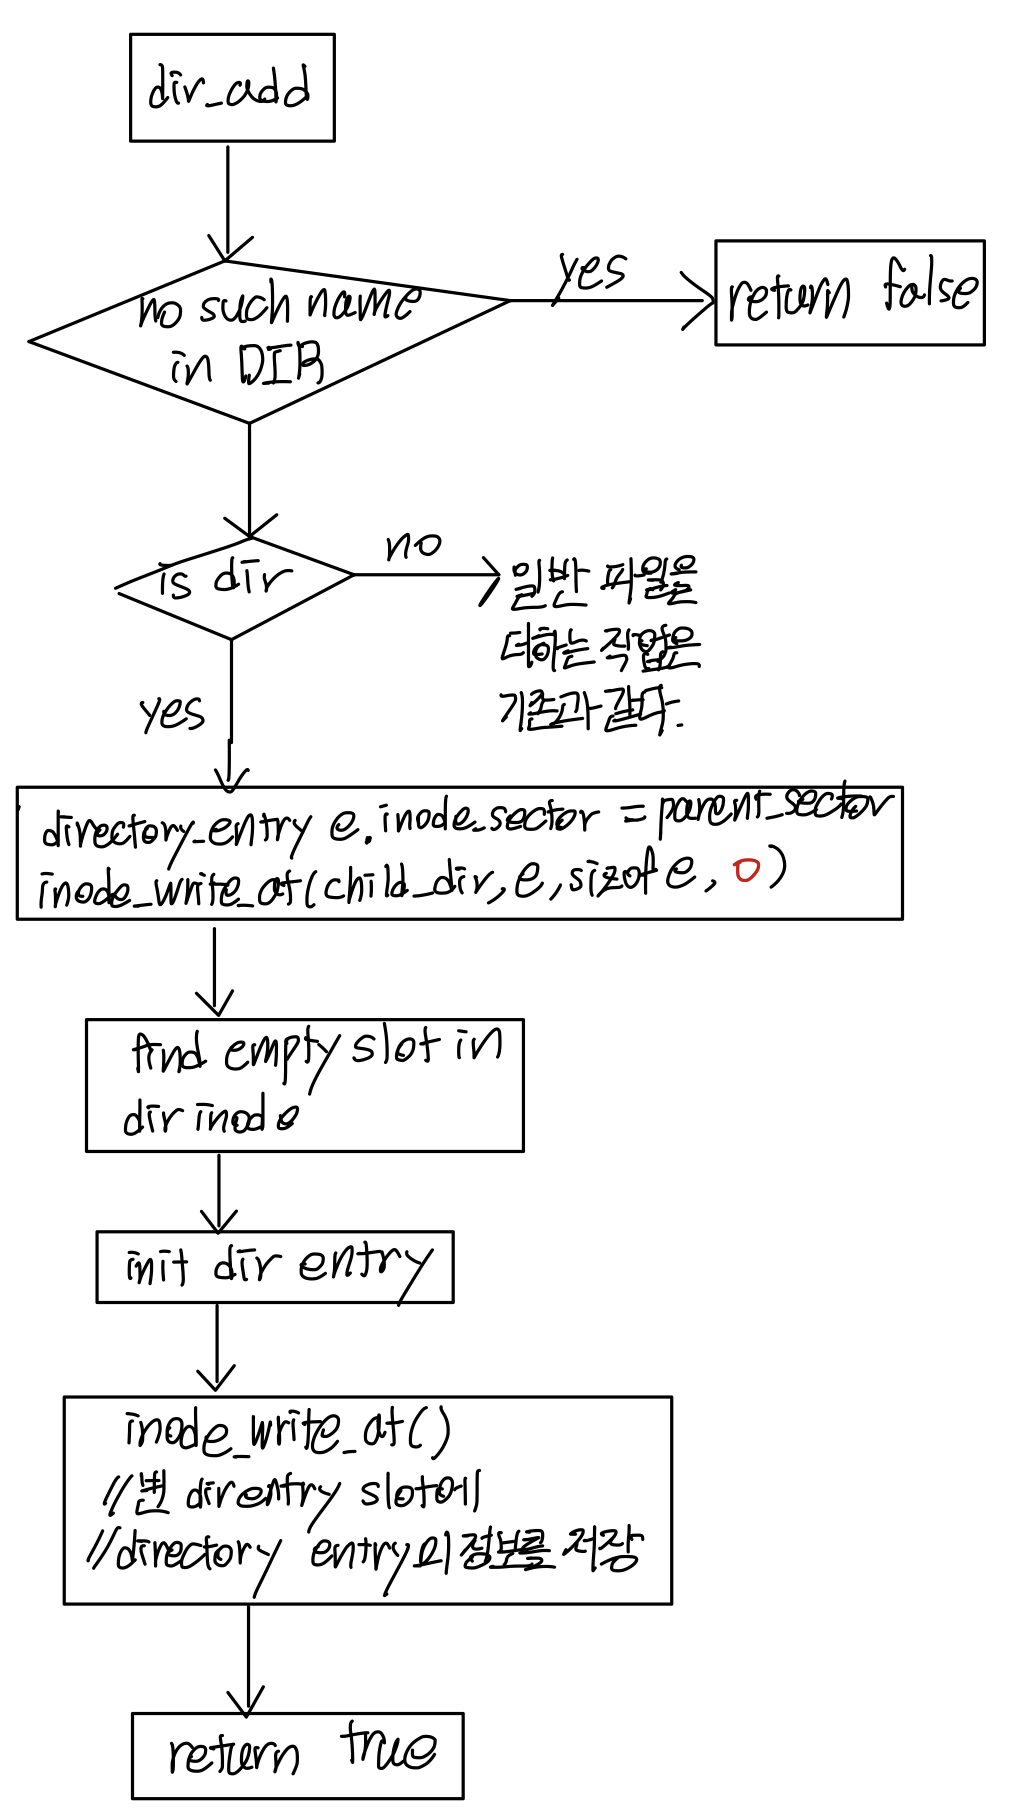 dir_add
no such name
in DIR
yes
return false
is dir
no
일반 파일을
더하는 작업은
기존과 같다.
yes
directory_entry e.inode_sector = parent_sector
inode_write_at(child_dir, e, sizof e, 0)
find empty slot in
dir inode
init dir entry
inode_write_at()
//빈 direntry slot에
//directory entry의 정보를 저장
return true